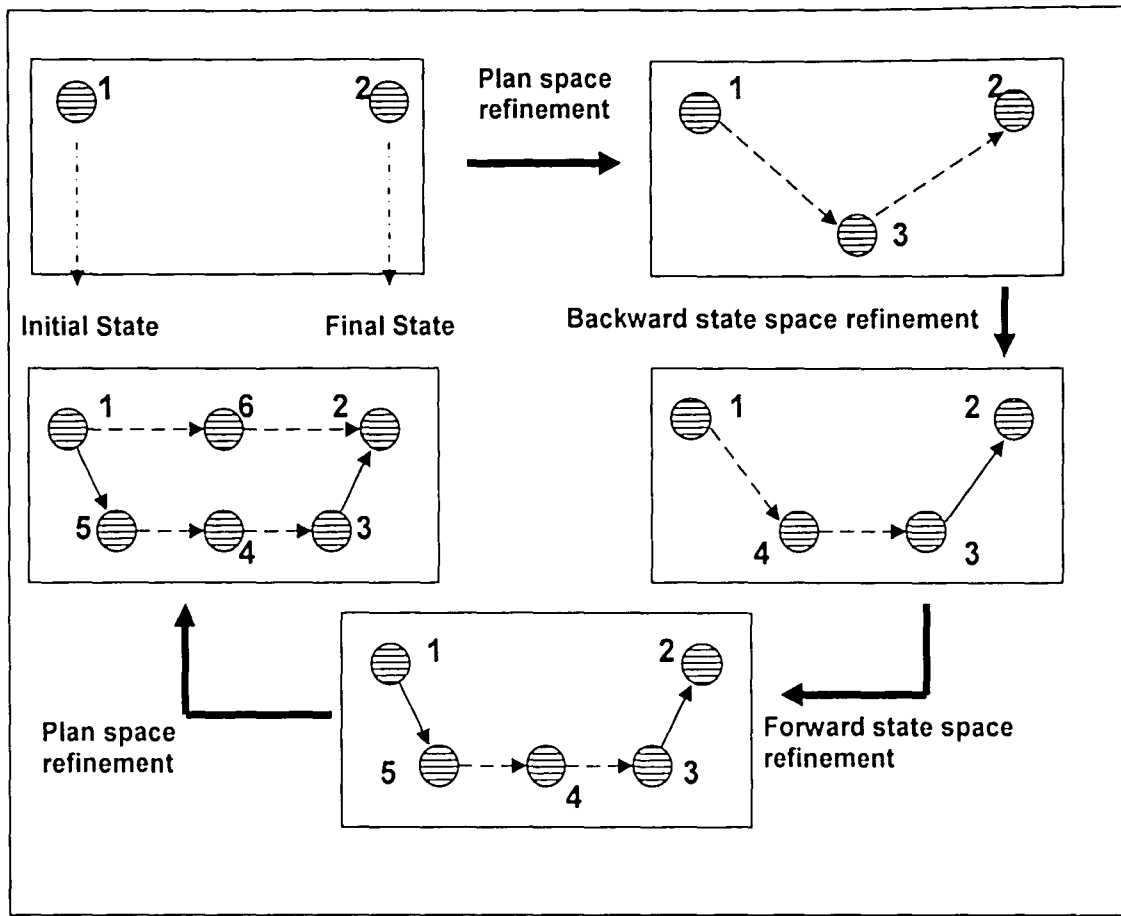 1
2
Initial State
Final State
Plan space
refinement
1
2
3
Backward state space refinement
1
2
4
3
Forward state space
refinement
1
2
5
4
3
Plan space
refinement
1
6
2
5
4
3